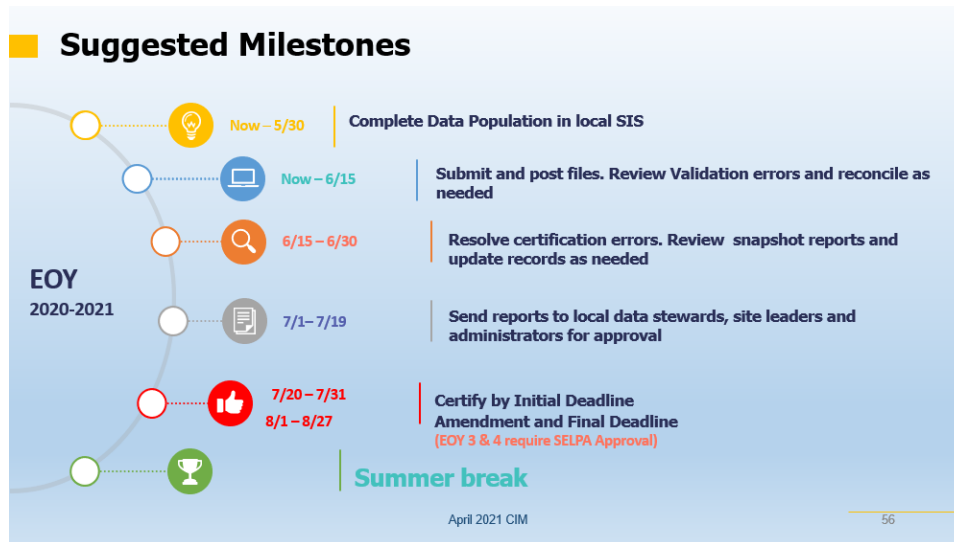 Suggested Milestones
Now – 5/30
Complete Data Population in local SIS
Now – 6/15
Submit and post files. Review Validation errors and reconcile as
needed
6/15 – 6/30
Resolve certification errors. Review  snapshot reports and
update records as needed
EOY
2020-2021
7/1– 7/19
Send reports to local data stewards, site leaders and
administrators for approval
7/20 – 7/31
8/1 – 8/27
Certify by Initial Deadline
Amendment and Final Deadline
(EOY 3 & 4 require SELPA Approval)
Summer break
April 2021 CIM
56